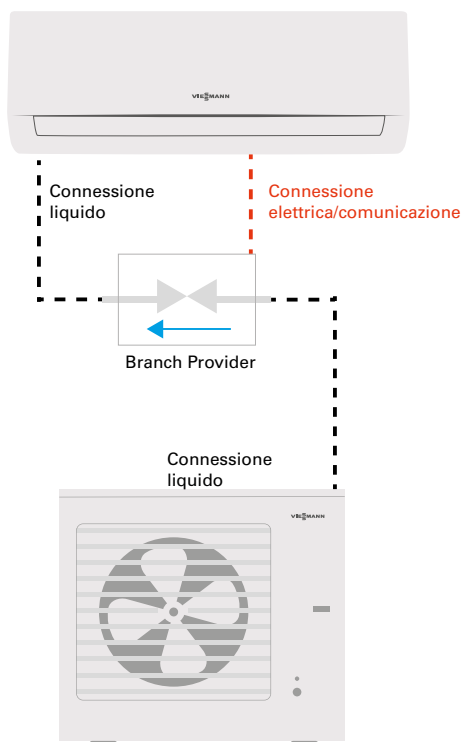 VIESMANN
Connessione
liquido
Connessione
elettrica/comunicazione
Branch Provider
Connessione
liquido
VIESMANN